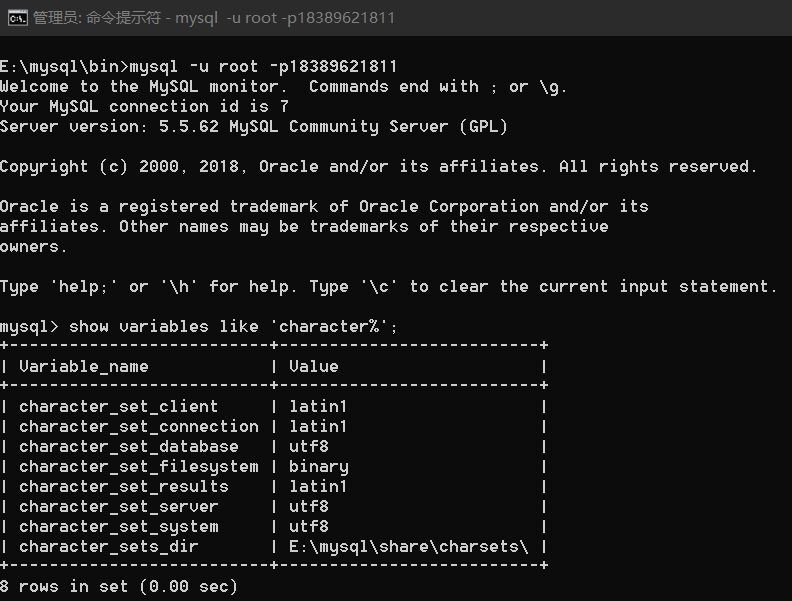 管理员: 命令提示符 - mysql  -u root -p18389621811
E:\mysql\bin>mysql -u root -p18389621811
Welcome to the MySQL monitor.  Commands end with ; or \g.
Your MySQL connection id is 7
Server version: 5.5.62 MySQL Community Server (GPL)
Copyright (c) 2000, 2018, Oracle and/or its affiliates. All rights reserved.
Oracle is a registered trademark of Oracle Corporation and/or its
affiliates. Other names may be trademarks of their respective
owners.
Type 'help;' or '\h' for help. Type '\c' to clear the current input statement.
mysql> show variables like 'character%';
+--------------------------+-------------------------+
| Variable_name            | Value                   |
+--------------------------+-------------------------+
| character_set_client     | latin1                  |
| character_set_connection | latin1                  |
| character_set_database   | utf8                    |
| character_set_filesystem | binary                  |
| character_set_results    | latin1                  |
| character_set_server     | utf8                    |
| character_set_system     | utf8                    |
| character_sets_dir       | E:\mysql\share\charsets\ |
+--------------------------+-------------------------+
8 rows in set (0.00 sec)